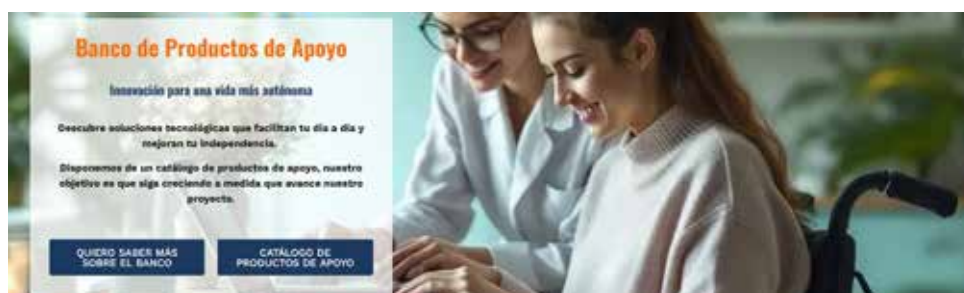 Banco de Productos de Apoyo
Innovación para una vida más autónoma
Descubre soluciones tecnológicas que facilitan tu día a día y
mejoran tu independencia.
Disponemos de un catálogo de productos de apoyo, nuestro
objetivo es que siga creciendo a medida que avance nuestro
proyecto.
QUIERO SABER MÁS
SOBRE EL BANCO
CATÁLOGO DE
PRODUCTOS DE APOYO